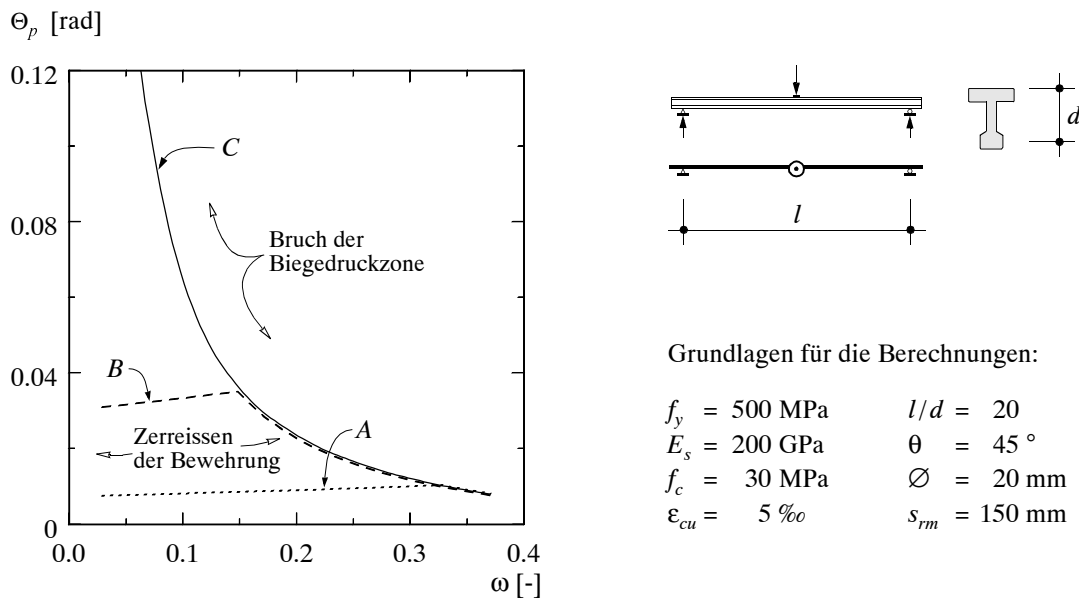 Θp [rad]
0.12
0.08
0.04
0
0.0
0.1
0.2
0.3
0.4
ω [-]
C
Bruch der
Biegedruckzone
B
A
Zerreissen
der Bewehrung
d
l
Grundlagen für die Berechnungen:
fy = 500 MPa l/d = 20
Es = 200 GPa θ = 45 °
fc = 30 MPa ∅ = 20 mm
εcu = 5 ‰ srm = 150 mm